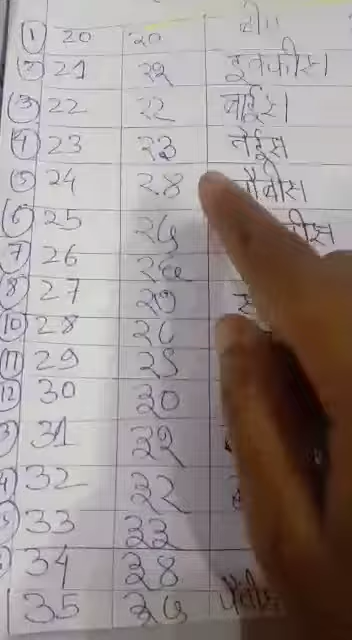 ① 20 २० बीस
② 21 २१ इक्कीस।
③ 22 २२ बाईस।
④ 23 २३ तेईस
⑤ 24 २४ चौबीस
⑥ 25 २५
⑦ 26 २६
⑧ 27 २७
⑩ 28 २८
⑪ 29 २९
⑫ 30 ३०
31 ३१
32 ३२
33 ३३
34 ३४
35 ३५ पैंतीस